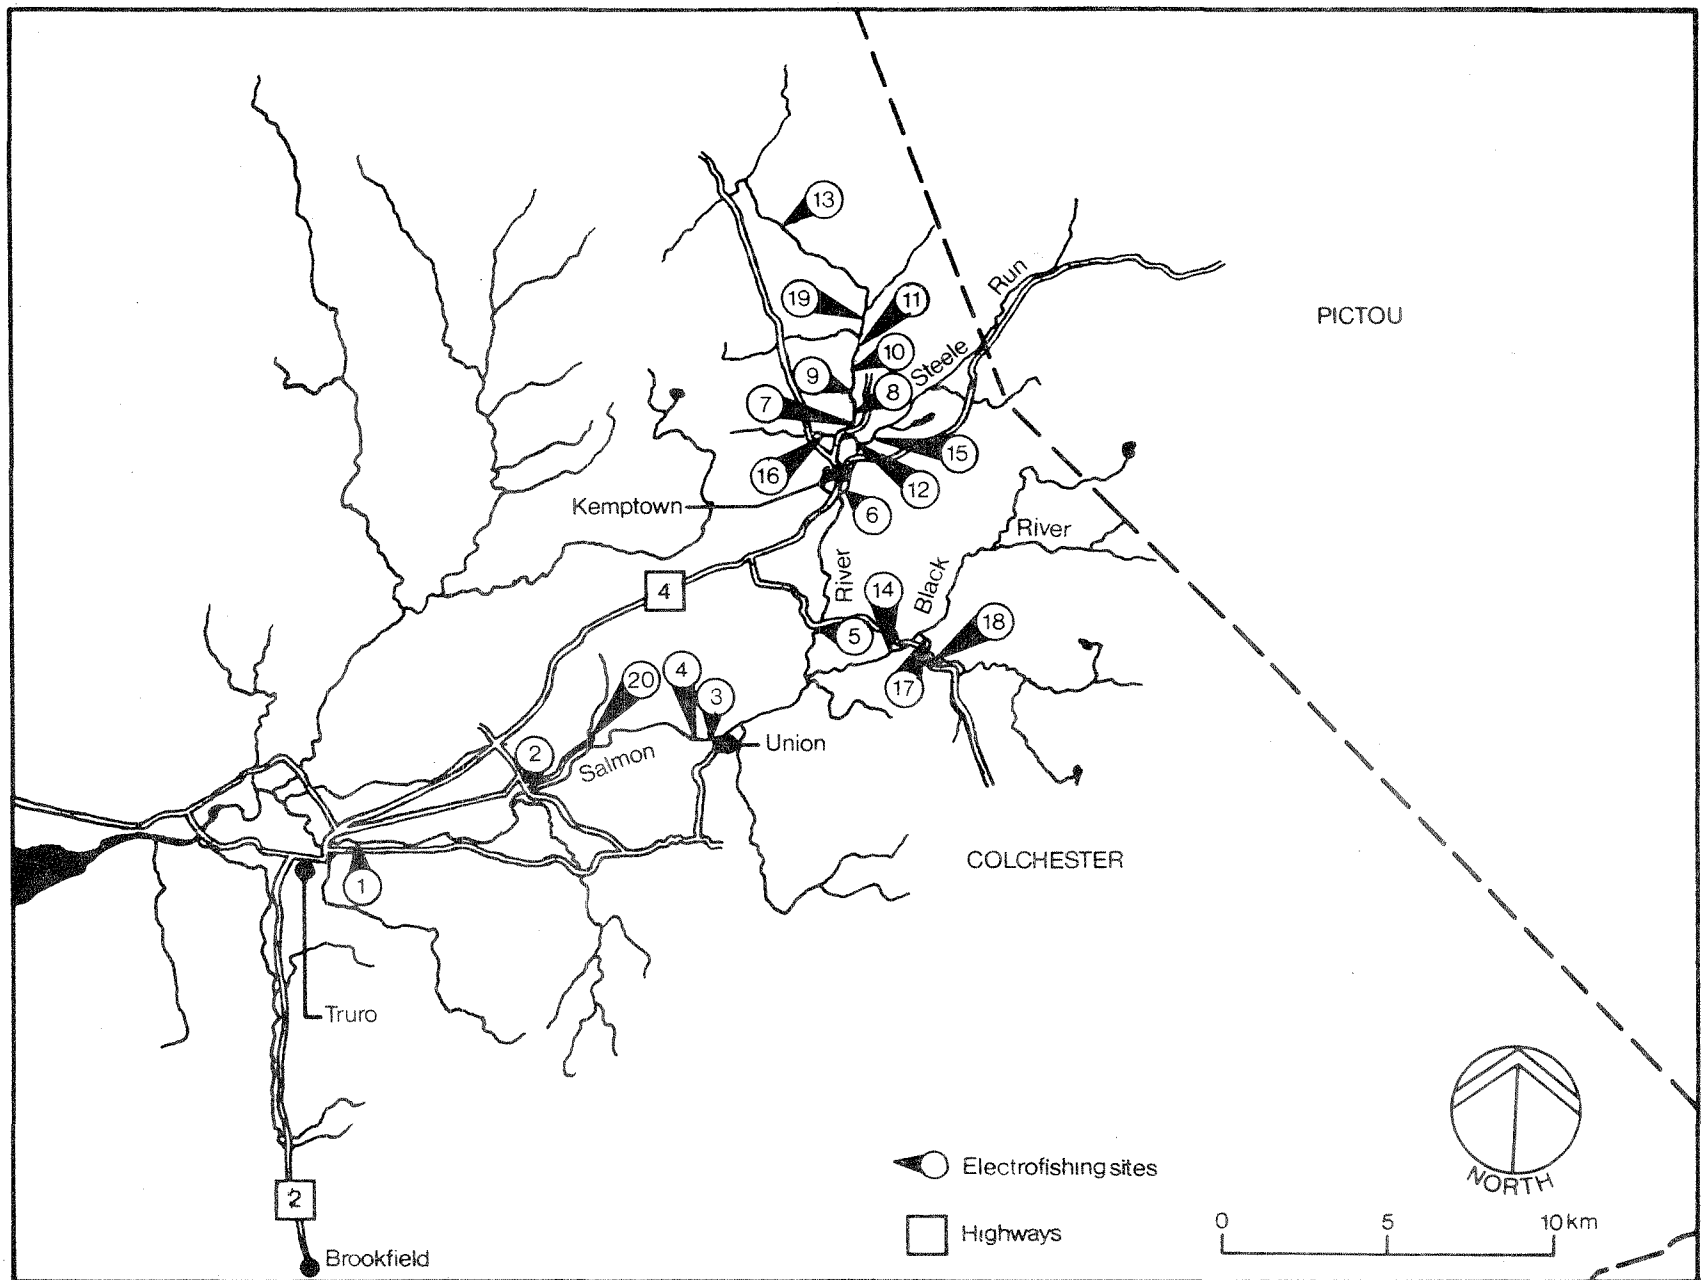 13
Run
19
11
PICTOU
10
Steele
9
8
7
15
16
12
Kemptown
6
River
River
4
14
Black
18
5
20
4
3
17
2
Salmon
Union
COLCHESTER
1
Truro
Electrofishing sites
NORTH
2
Highways
0 5 10 km
Brookfield